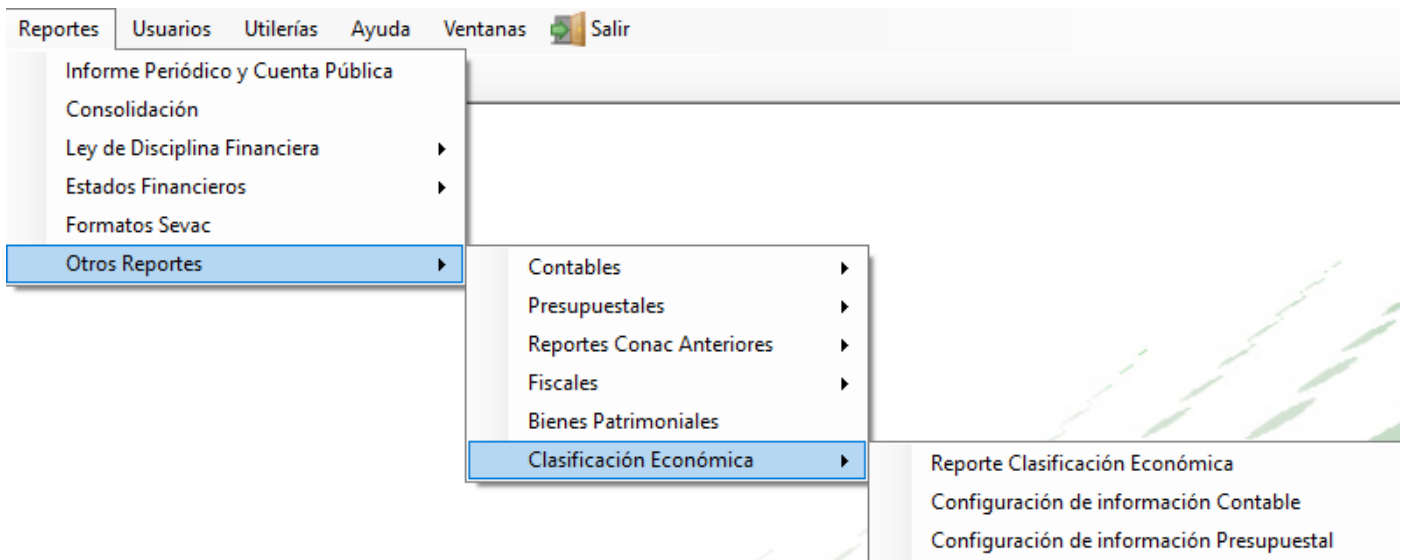 Reportes Usuarios Utilerías Ayuda Ventanas Salir
Informe Periódico y Cuenta Pública
Consolidación
Ley de Disciplina Financiera
Estados Financieros
Formatos Sevac
Otros Reportes
Contables
Presupuestales
Reportes Conac Anteriores
Fiscales
Bienes Patrimoniales
Clasificación Económica
Reporte Clasificación Económica
Configuración de información Contable
Configuración de información Presupuestal